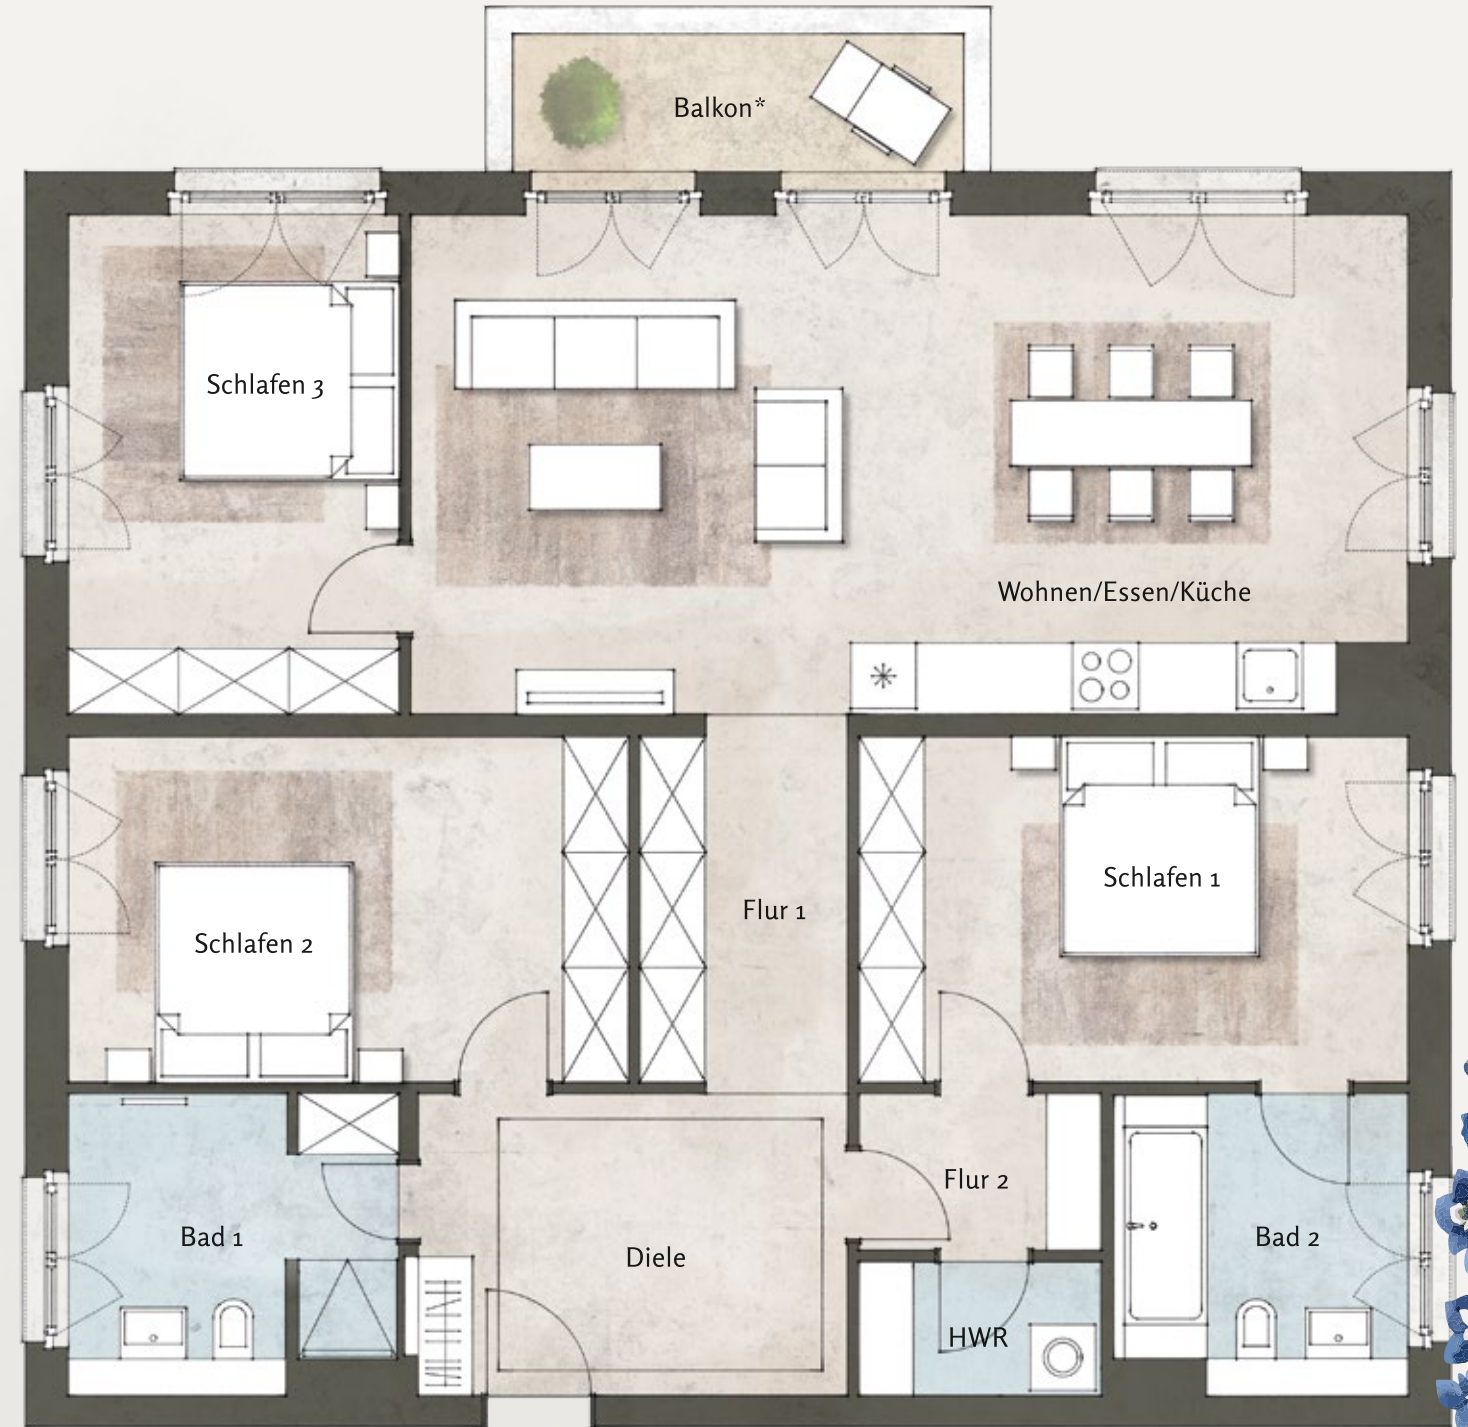 Balkon*
Schlafen 3
Wohnen/Essen/Küche
Schlafen 1
Flur 1
Schlafen 2
Flur 2
Bad 1
Bad 2
Diele
HWR